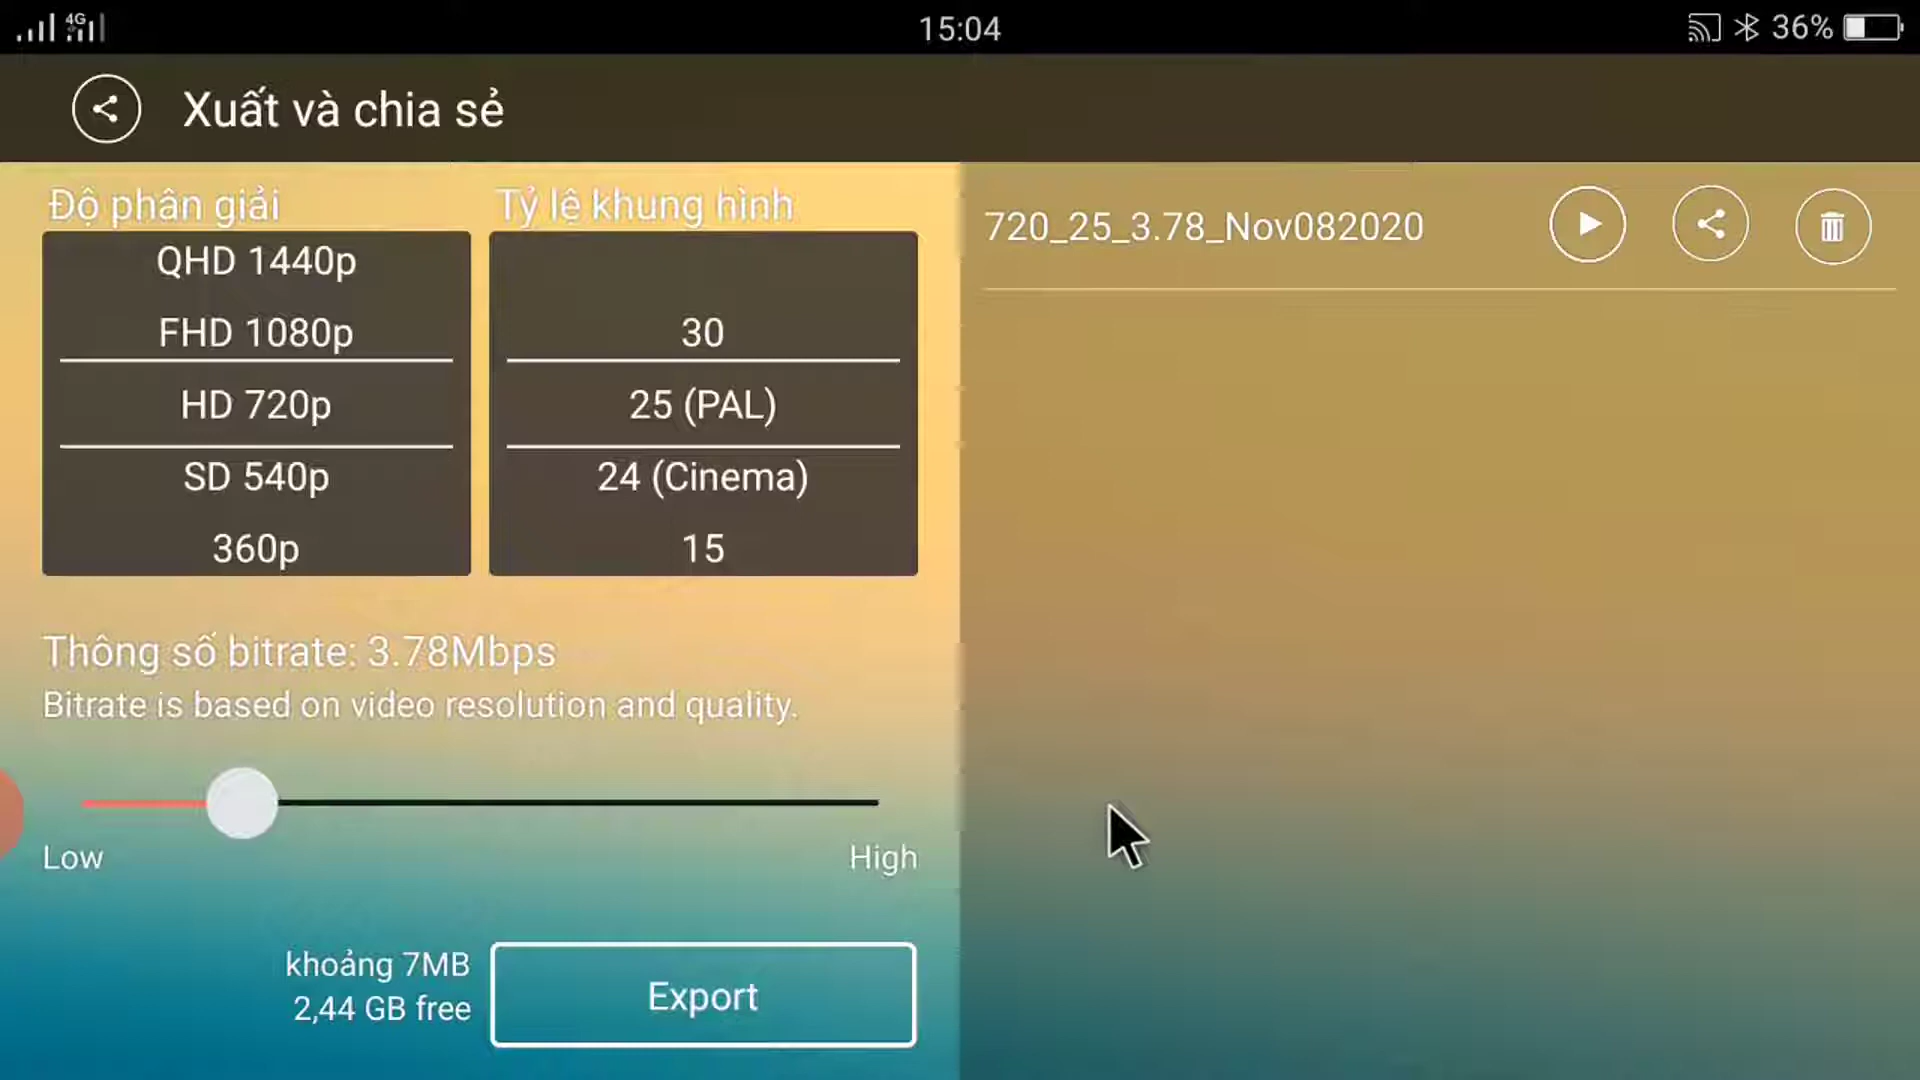 4G
15:04
36%
Xuất và chia sẻ
Độ phân giải
QHD 1440p
FHD 1080p
HD 720p
SD 540p
360p
Tỷ lệ khung hình
30
25 (PAL)
24 (Cinema)
15
Thông số bitrate: 3.78Mbps
Bitrate is based on video resolution and quality.
Low
High
khoảng 7MB
2,44 GB free
Export
720_25_3.78_Nov082020